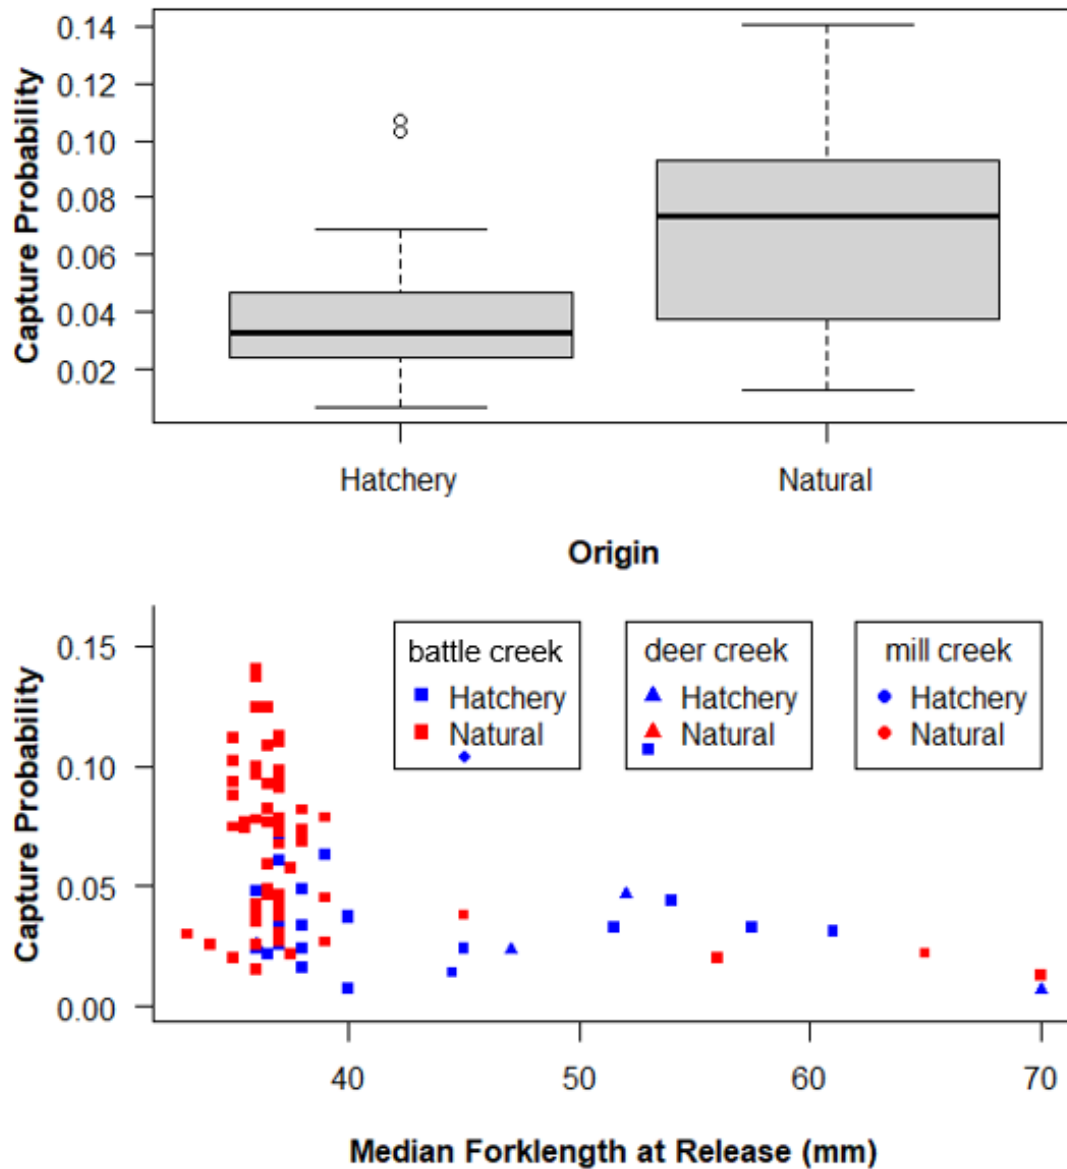 Capture Probability
0.14
0.12
0.10
0.08
0.06
0.04
0.02
Hatchery Natural
Origin
Capture Probability
0.15
0.10
0.05
0.00
battle creek
Hatchery
Natural
deer creek
Hatchery
Natural
mill creek
Hatchery
Natural
40 50 60 70
Median Forklength at Release (mm)